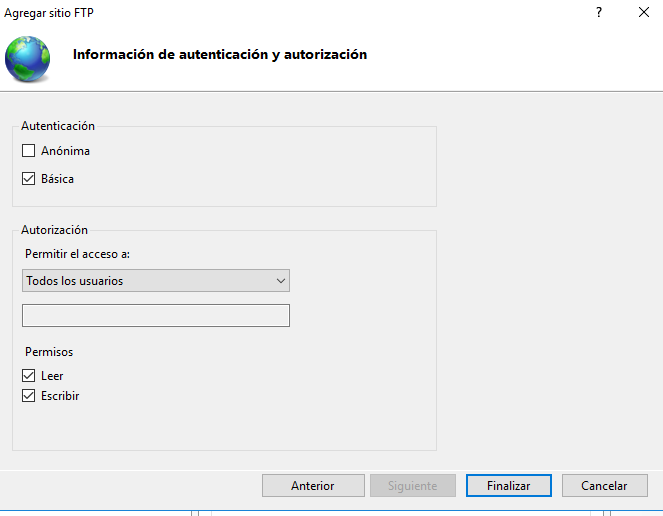 Agregar sitio FTP
?
Información de autenticación y autorización
Autenticación
Anónima
Básica
Autorización
Permitir el acceso a:
Todos los usuarios
Permisos
Leer
Escribir
Anterior Siguiente Finalizar Cancelar